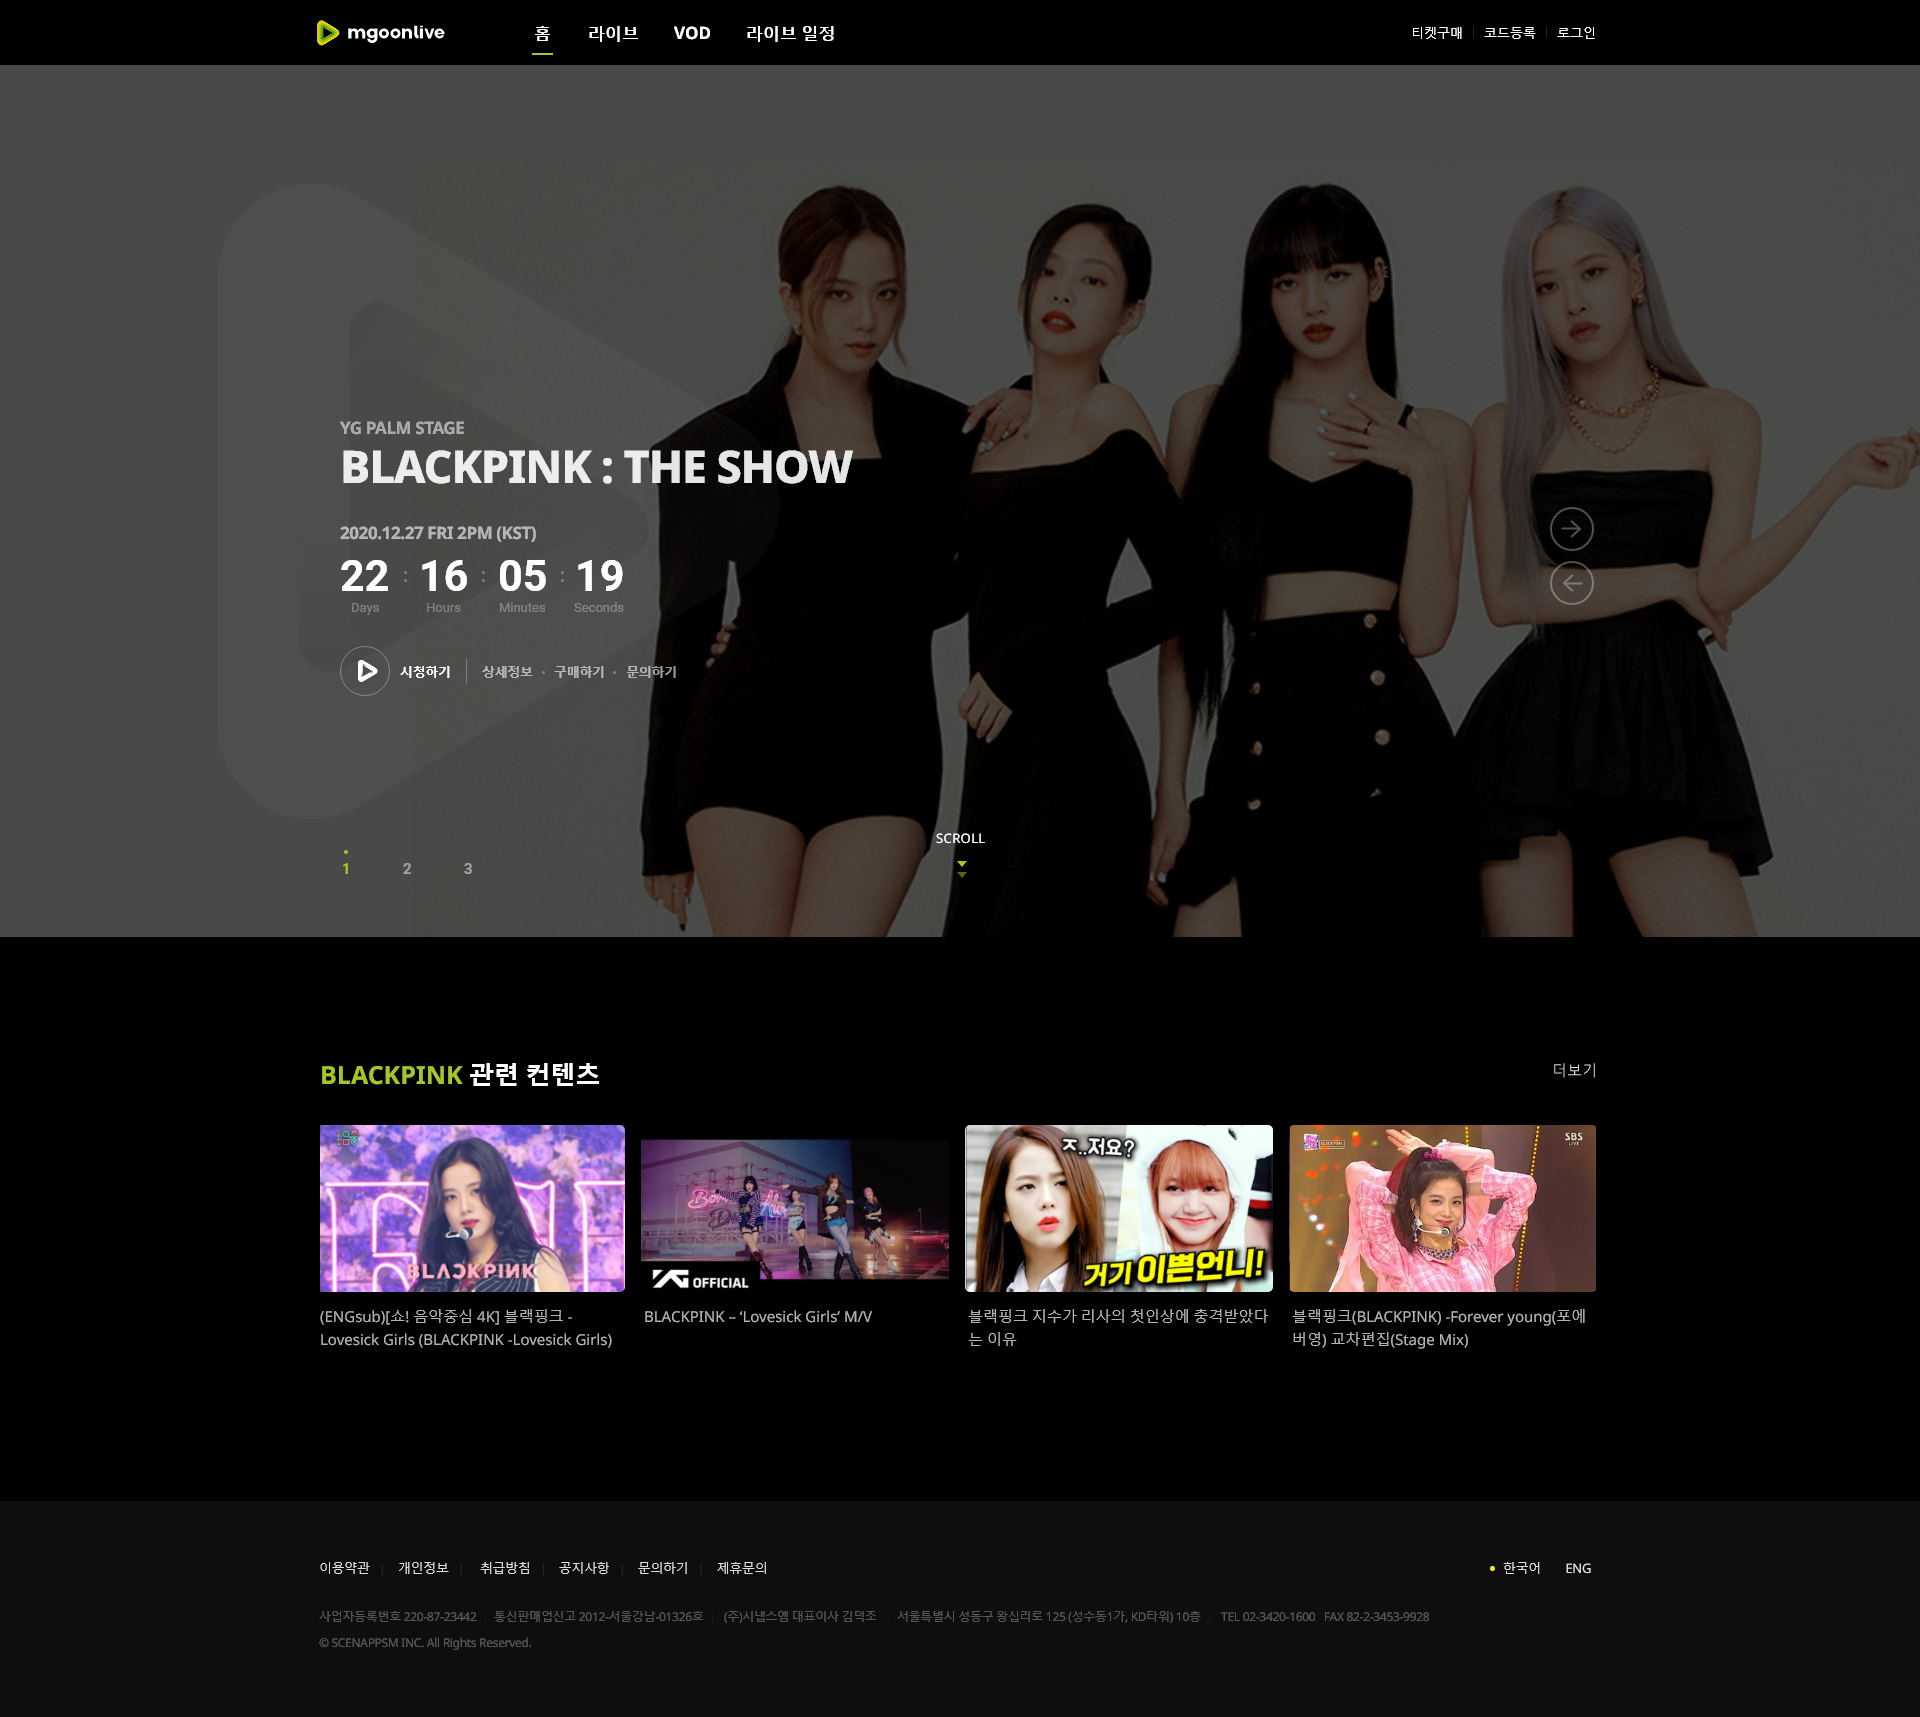 mgoonlive
홈 라이브 VOD 라이브 일정
티켓구매 코드등록 로그인
YG PALM STAGE
BLACKPINK : THE SHOW
2020.12.27 FRI 2PM (KST)
22 : 16 : 05 : 19
Days Hours Minutes Seconds
시청하기 상세정보 · 구매하기 · 문의하기
SCROLL
1 2 3
BLACKPINK 관련 컨텐츠
더보기
BLACKPINK
YG OFFICIAL
ㅈ..저요?
거기 이쁜언니!
SBS
LIVE
(ENGsub)[쇼! 음악중심 4K] 블랙핑크 -
Lovesick Girls (BLACKPINK -Lovesick Girls)
BLACKPINK – ‘Lovesick Girls’ M/V
블랙핑크 지수가 리사의 첫인상에 충격받았다
는 이유
블랙핑크(BLACKPINK) -Forever young(포에
버영) 교차편집(Stage Mix)
이용약관 | 개인정보 | 취급방침 | 공지사항 | 문의하기 | 제휴문의
한국어 ENG
사업자등록번호 220-87-23442 | 통신판매업신고 2012-서울강남-01326호 | (주)시냅스엠 대표이사 김덕조 | 서울특별시 성동구 왕십리로 125 (성수동1가, KD타워) 10층 | TEL 02-3420-1600 FAX 82-2-3453-9928
© SCENAPPSM INC. All Rights Reserved.